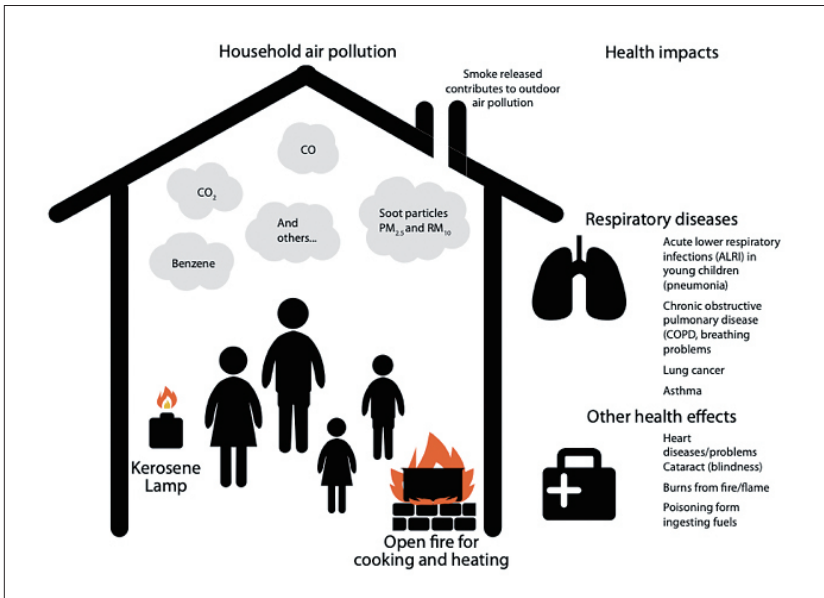 Household air pollution
Health impacts
Smoke released
contributes to outdoor
air pollution
CO
CO₂
And
others...
Soot particles
PM₂.₅ and RM₁₀
Benzene
Respiratory diseases
Acute lower respiratory
infections (ALRI) in
young children
(pneumonia)
Chronic obstructive
pulmonary disease
(COPD, breathing
problems
Lung cancer
Asthma
Other health effects
Heart
diseases/problems
Cataract (blindness)
Burns from fire/flame
Poisoning form
ingesting fuels
Kerosene
Lamp
Open fire for
cooking and heating